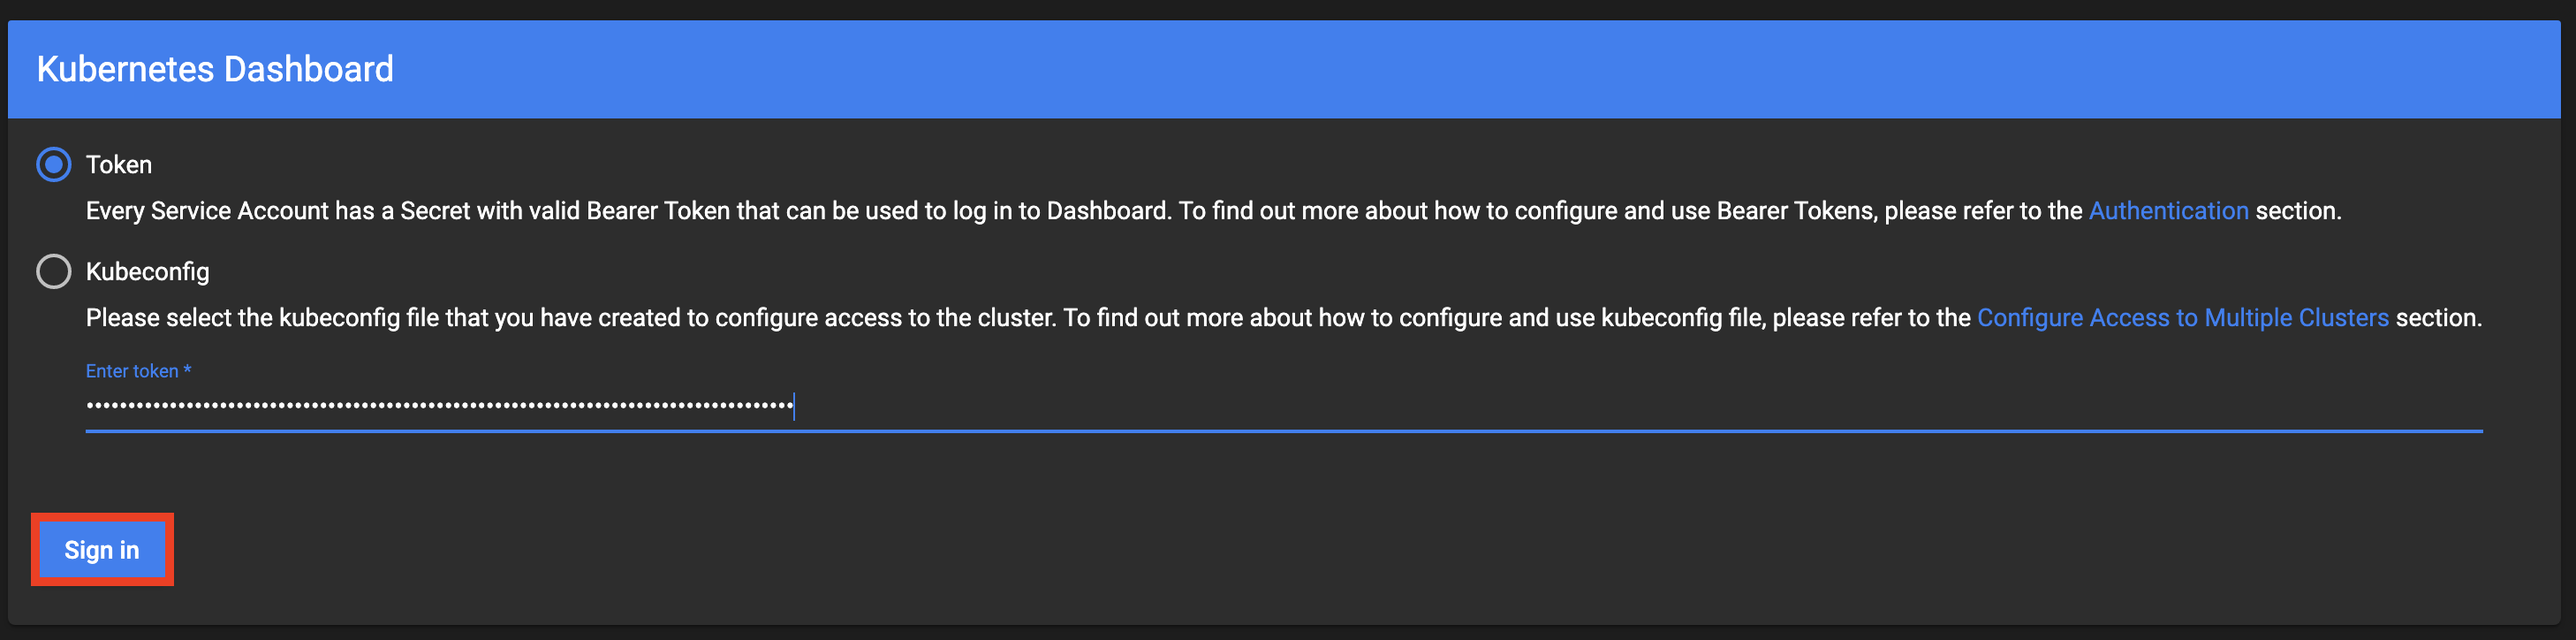 Kubernetes Dashboard
Token
Every Service Account has a Secret with valid Bearer Token that can be used to log in to Dashboard. To find out more about how to configure and use Bearer Tokens, please refer to the Authentication section.
Kubeconfig
Please select the kubeconfig file that you have created to configure access to the cluster. To find out more about how to configure and use kubeconfig file, please refer to the Configure Access to Multiple Clusters section.
Enter token *
Sign in